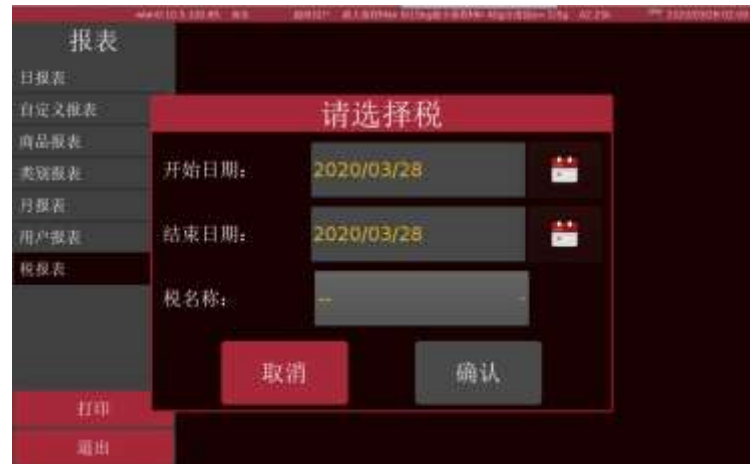 报表
日报表
自定义报表
商品报表
类别报表
月报表
用户报表
税报表
打印
退出
请选择税
开始日期：
2020/03/28
结束日期：
2020/03/28
税名称：
--
取消
确认